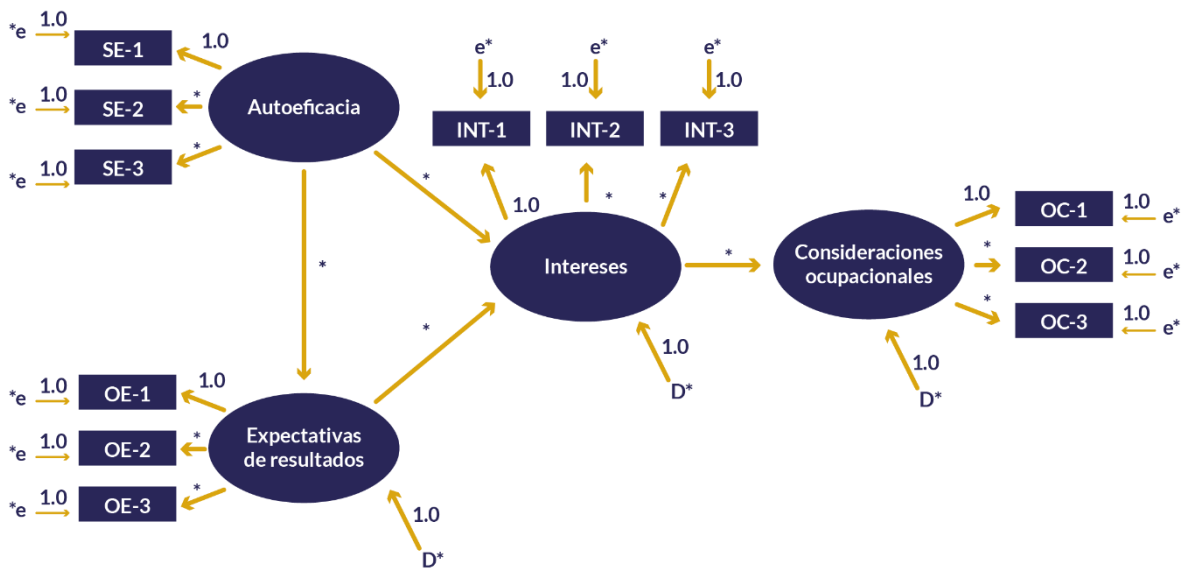 *e 1.0 SE-1 1.0
*e 1.0 SE-2 *
*e 1.0 SE-3 *
Autoeficacia
e* e* e*
1.0 1.0 1.0
INT-1 INT-2 INT-3
1.0 * *
*
*
*
Intereses
*
1.0
D*
Consideraciones
ocupacionales
1.0 OC-1 1.0 e*
* OC-2 1.0 e*
* OC-3 1.0 e*
1.0
D*
*e 1.0 OE-1 1.0
*e 1.0 OE-2 *
*e 1.0 OE-3 *
Expectativas
de resultados
1.0
D*